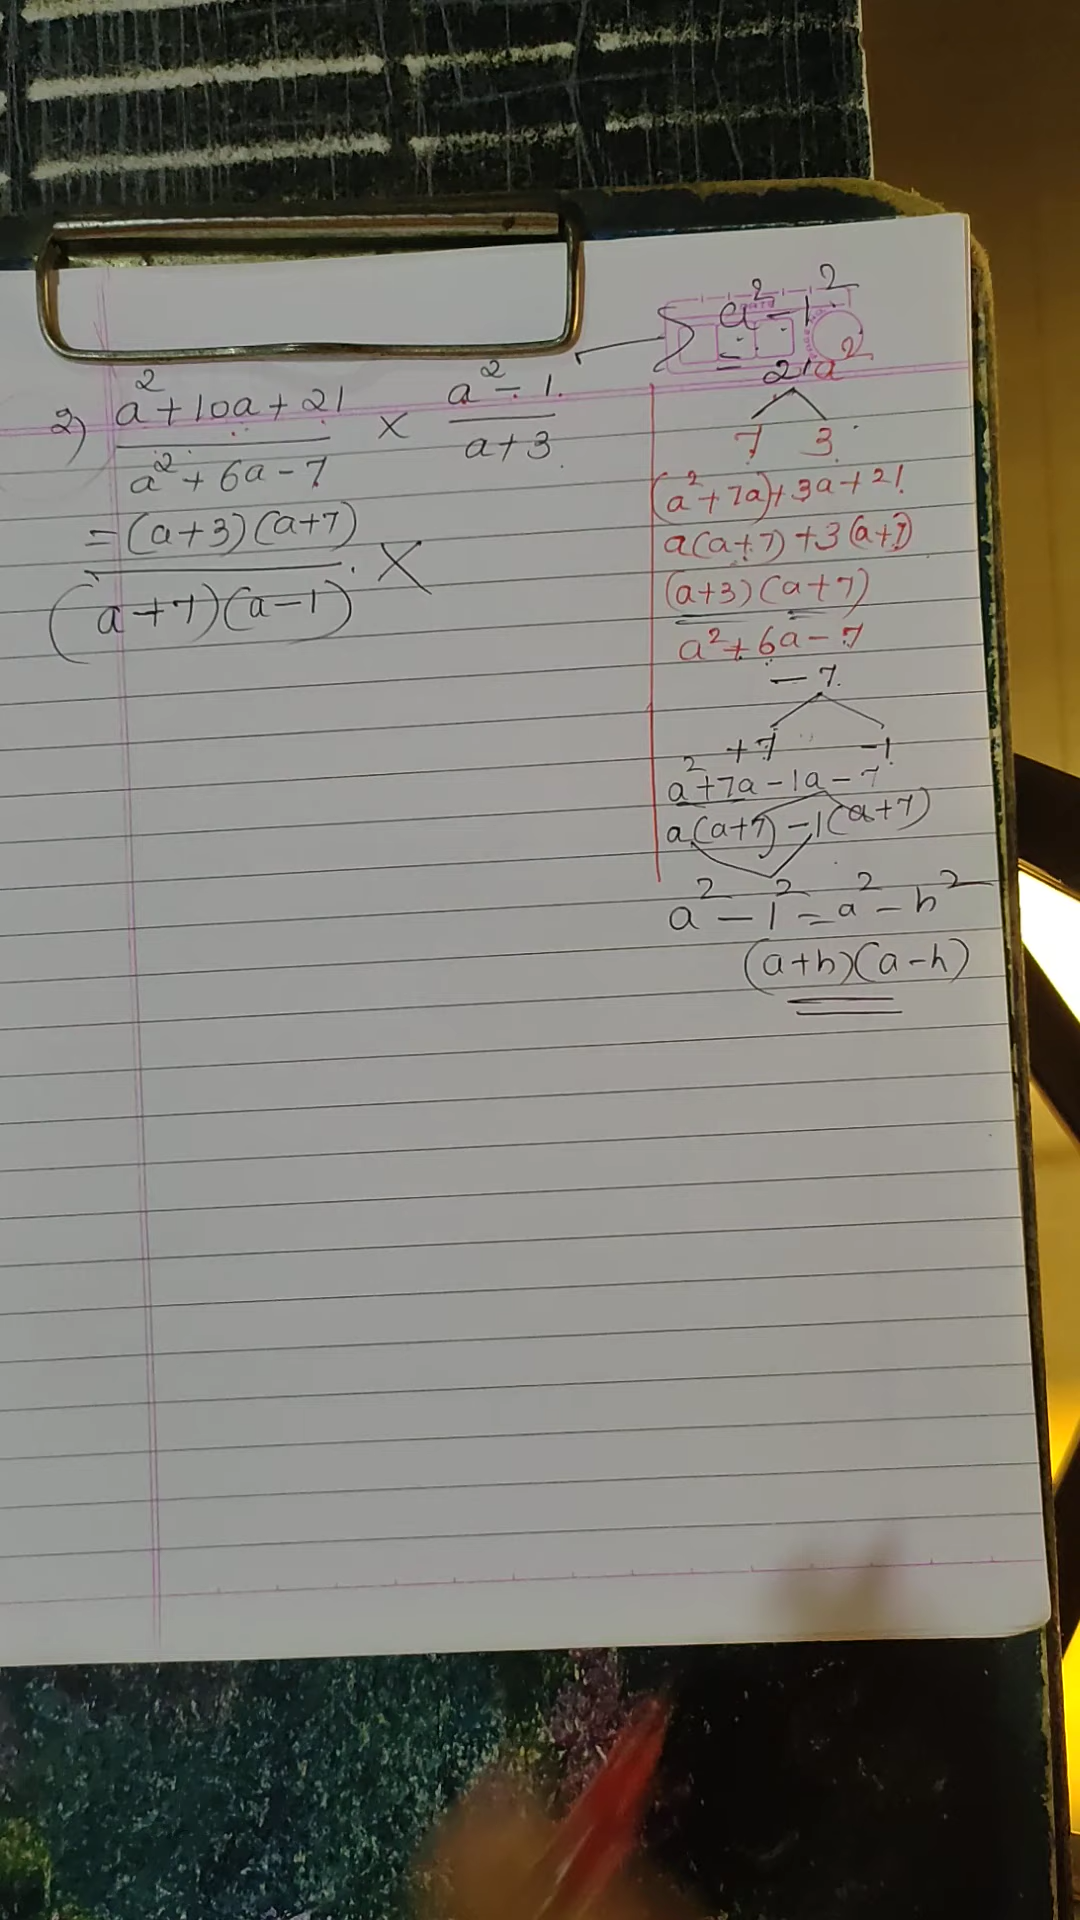 2) a²+10a+21 / a²+6a-7 × a²-1 / a+3
= (a+3)(a+7) / (a+7)(a-1) ×
a²-1²
21a²
7 3
(a²+7a)+3a+21
a(a+7)+3(a+7)
(a+3)(a+7)
a²+6a-7
-7
+7 -1
a²+7a-1a-7
a(a+7)-1(a+7)
a²-1²=a²-b²
(a+b)(a-b)